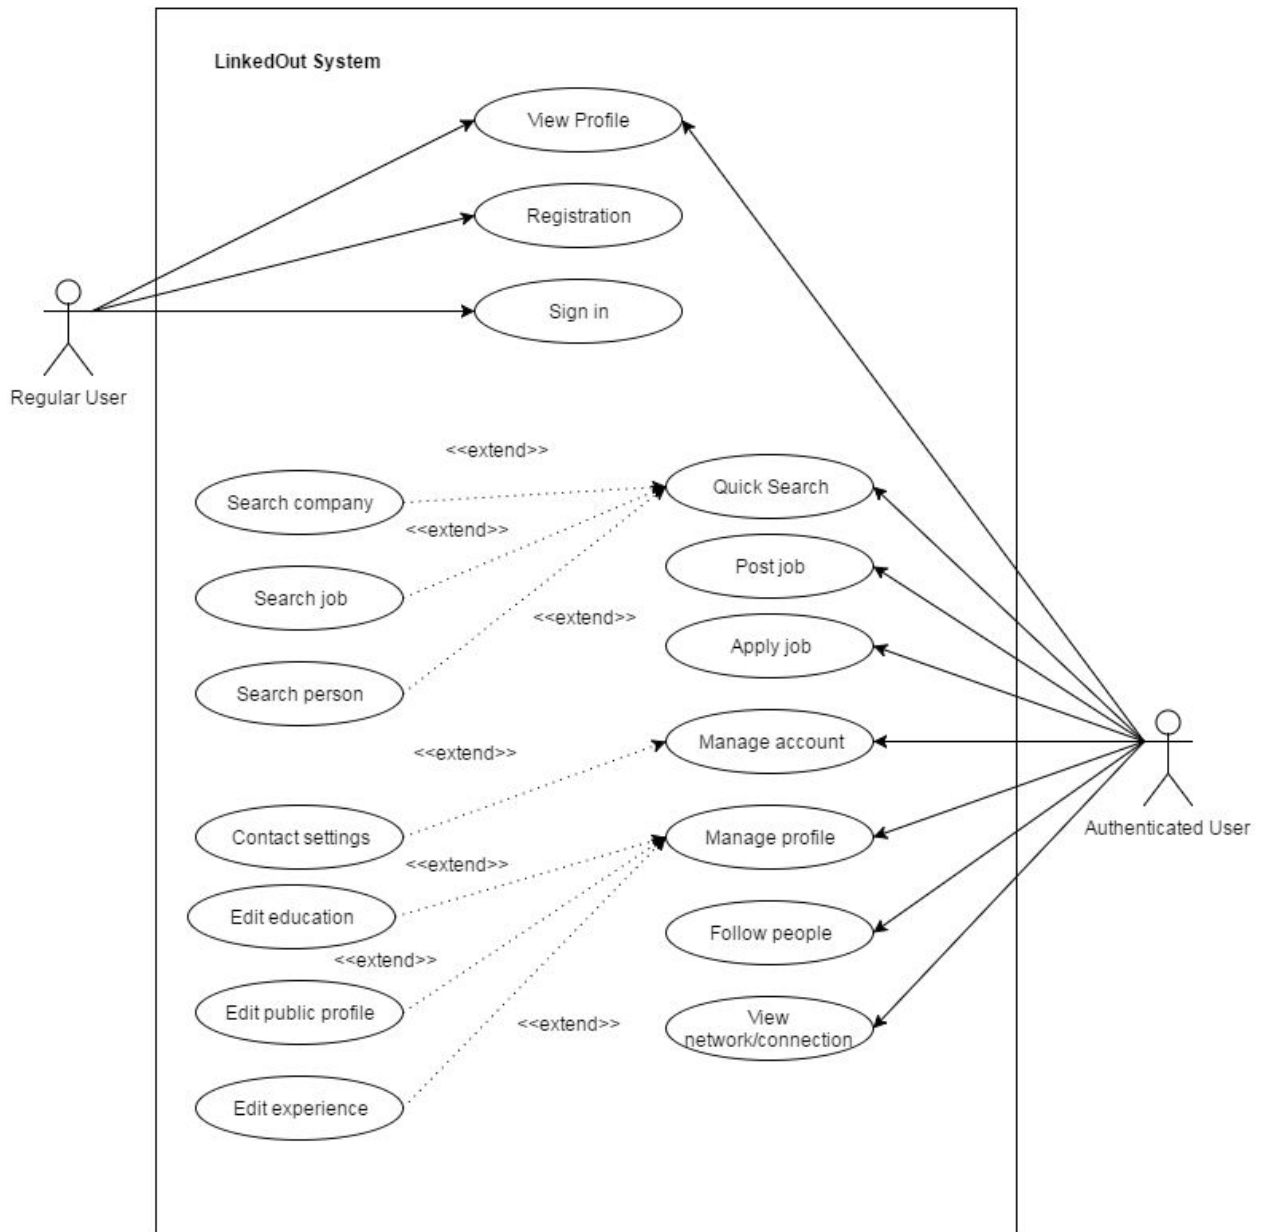 LinkedOut System
View Profile
Registration
Sign in
Regular User
<<extend>>
Search company
Quick Search
<<extend>>
Post job
Search job
<<extend>>
Apply job
Search person
Manage account
<<extend>>
Authenticated User
Contact settings
Manage profile
<<extend>>
Edit education
Follow people
<<extend>>
Edit public profile
View
network/connection
<<extend>>
Edit experience